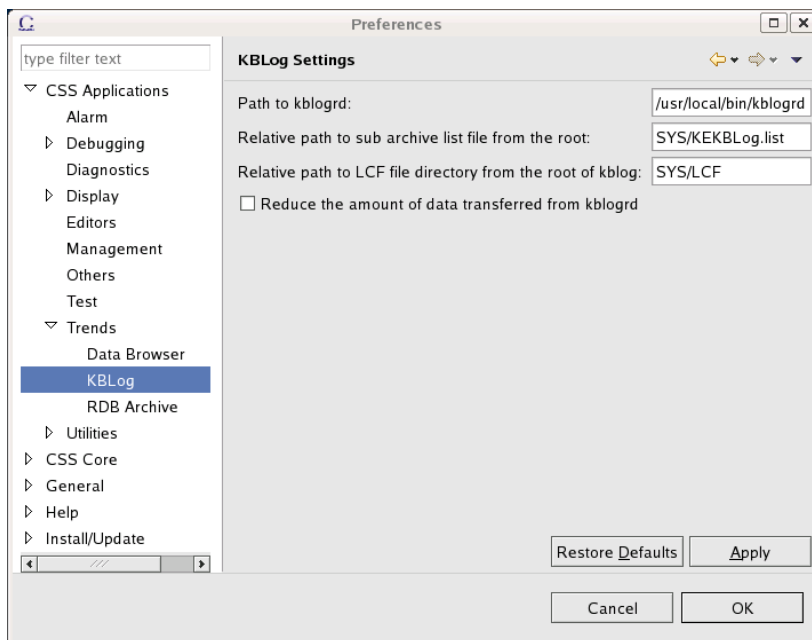 Preferences
type filter text
CSS Applications
Alarm
Debugging
Diagnostics
Display
Editors
Management
Others
Test
Trends
Data Browser
KBLog
RDB Archive
Utilities
CSS Core
General
Help
Install/Update
KBLog Settings
Path to kblogrd: /usr/local/bin/kblogrd
Relative path to sub archive list file from the root: SYS/KEKBLog.list
Relative path to LCF file directory from the root of kblog: SYS/LCF
Reduce the amount of data transferred from kblogrd
Restore Defaults Apply
Cancel OK